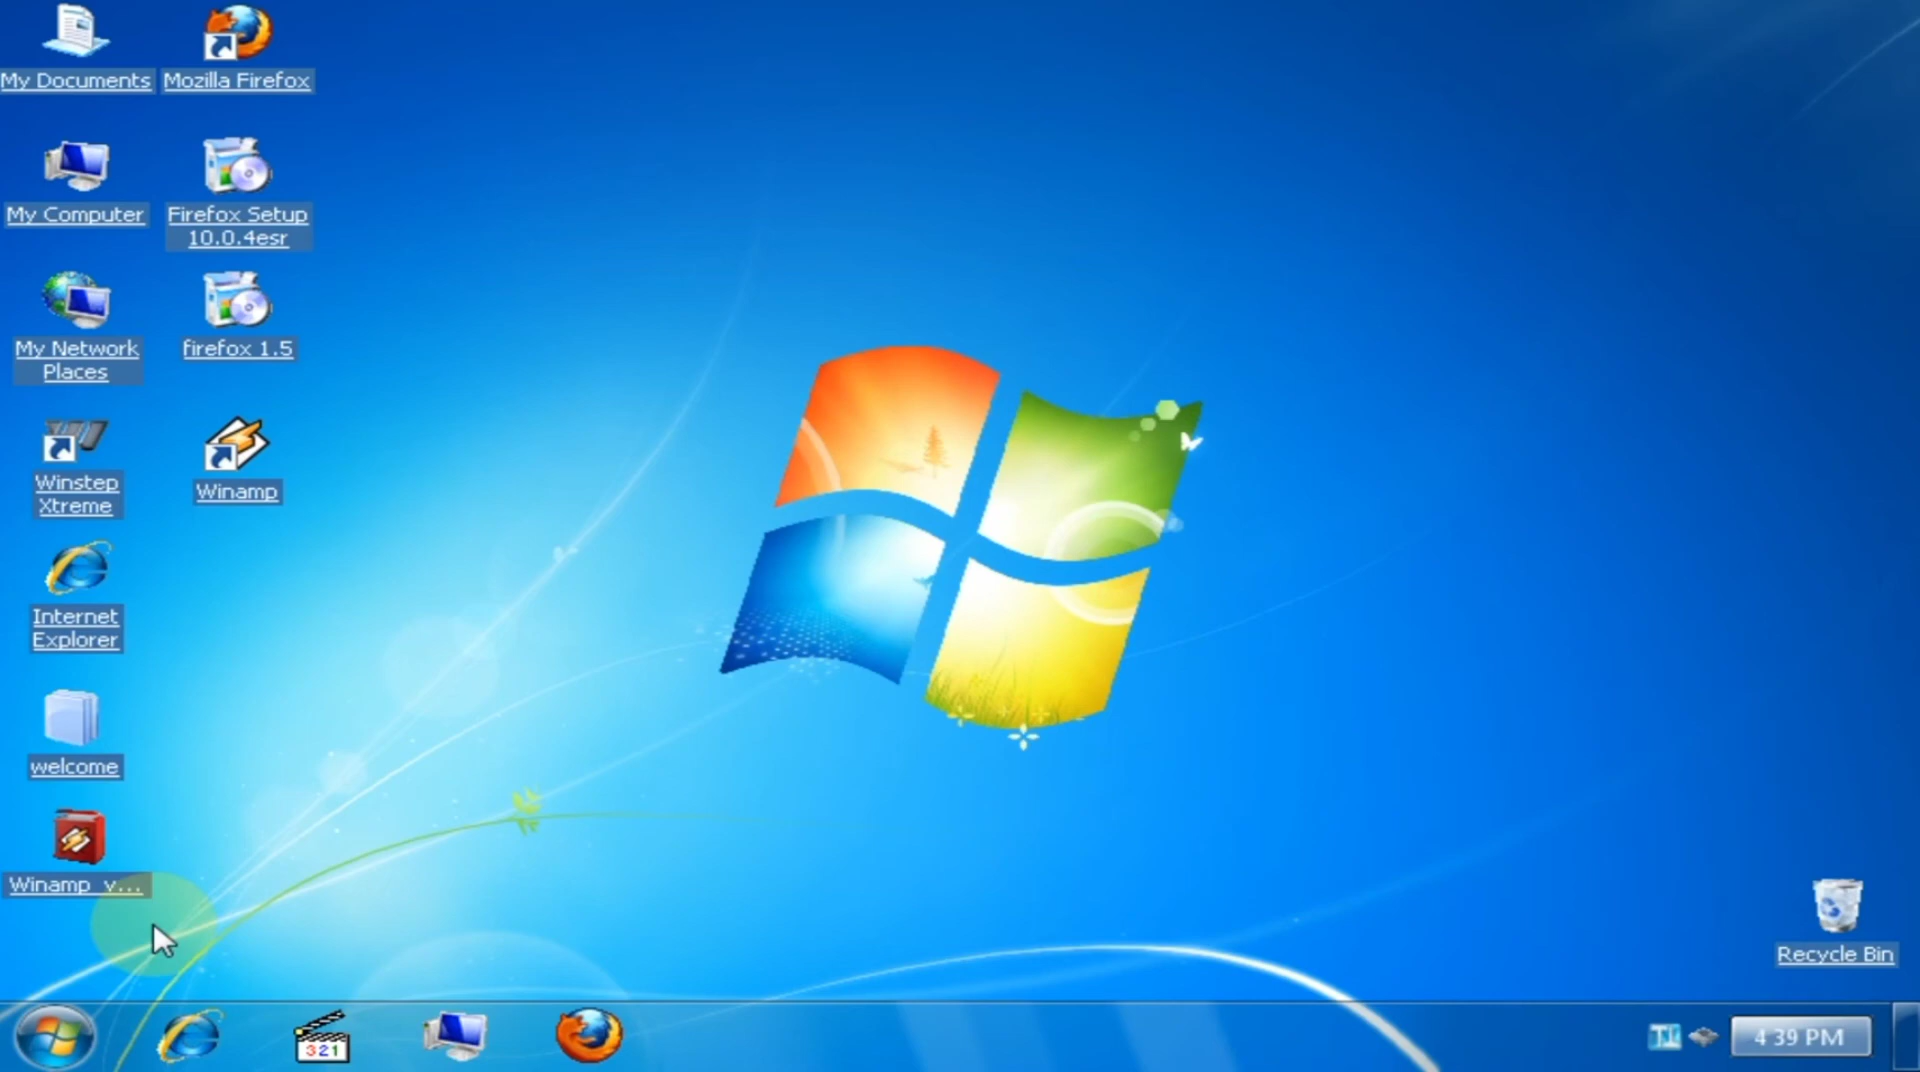 My Documents
Mozilla Firefox
My Computer
Firefox Setup
10.0.4esr
My Network
Places
firefox 1.5
Winstep
Xtreme
Winamp
Internet
Explorer
welcome
Winamp_v...
Recycle Bin
321
4 39 PM